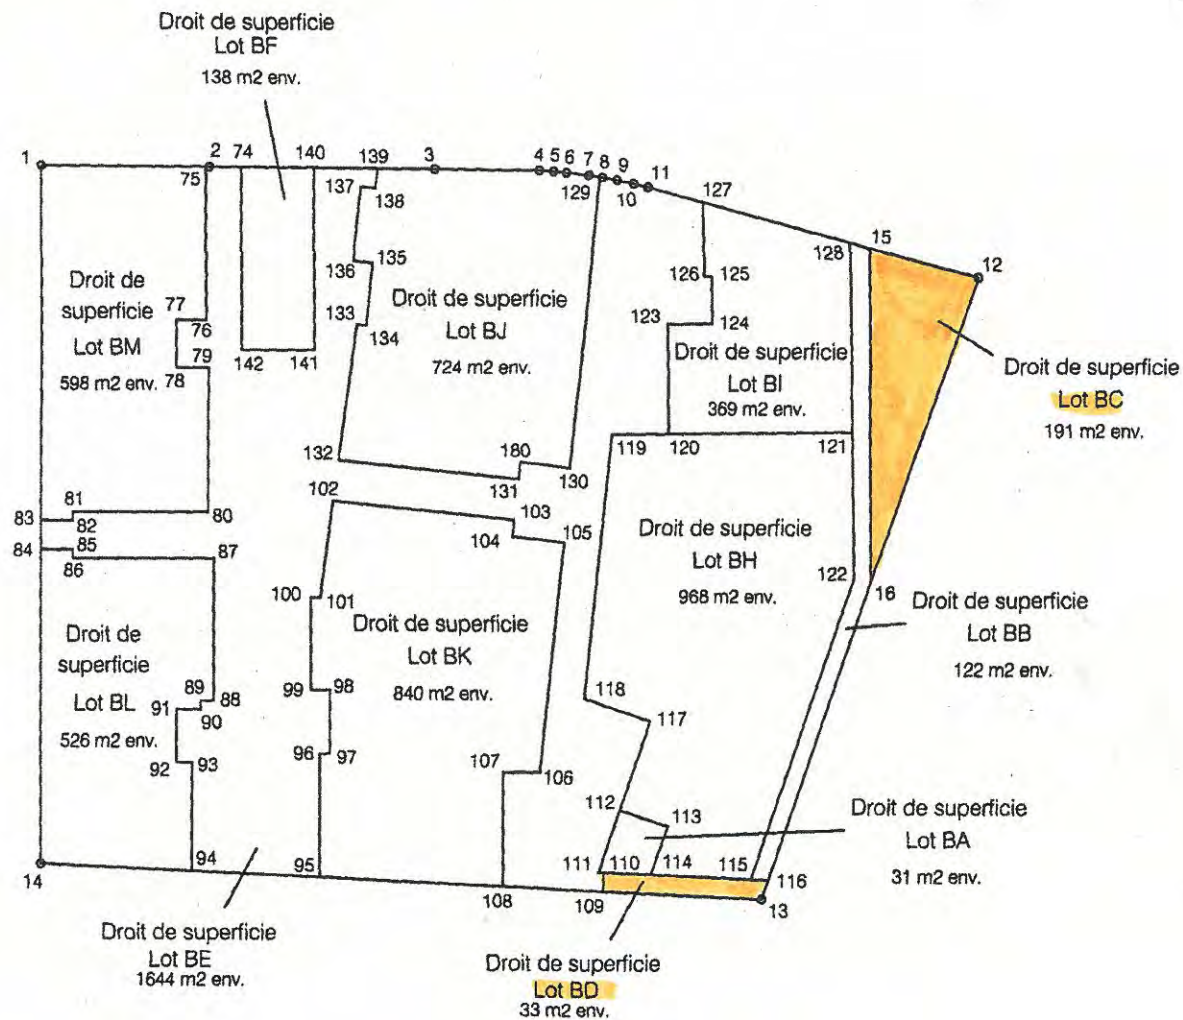 Droit de superficie
Lot BF
138 m2 env.
1
2
74
140
139
3
4
5
6
7
8
9
11
75
137
138
129
10
127
128
15
12
136
135
126
125
Droit de
superficie
Lot BM
598 m2 env.
77
76
79
78
133
134
142
141
Droit de superficie
Lot BJ
724 m2 env.
123
124
Droit de superficie
Lot BI
369 m2 env.
Droit de superficie
Lot BC
191 m2 env.
132
180
131
130
119
120
121
81
83
82
80
102
103
104
105
84
85
86
87
Droit de superficie
Lot BH
968 m2 env.
122
16
100
101
Droit de superficie
Lot BB
122 m2 env.
Droit de
superficie
Lot BL
526 m2 env.
89
88
91
90
92
93
Droit de superficie
Lot BK
840 m2 env.
99
98
96
97
118
117
107
106
112
113
Droit de superficie
Lot BA
31 m2 env.
14
94
95
111
110
114
115
116
108
109
13
Droit de superficie
Lot BE
1644 m2 env.
Droit de superficie
Lot BD
33 m2 env.